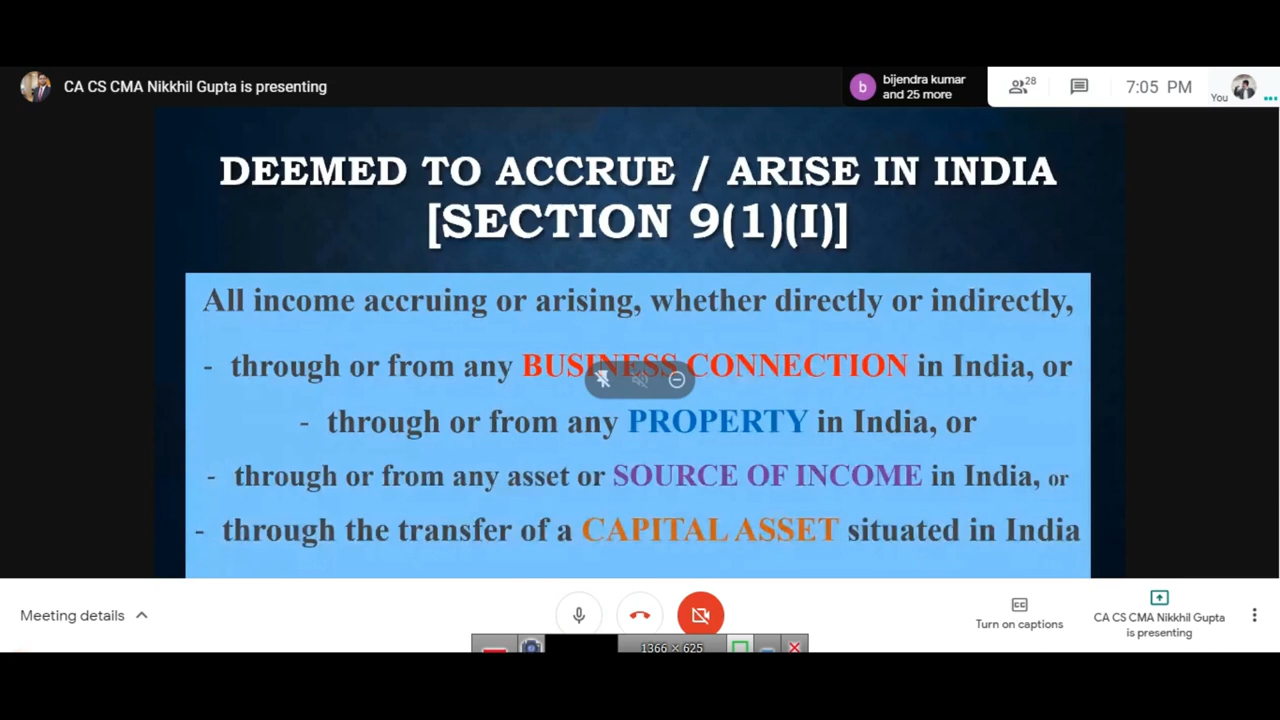 CA CS CMA Nikkhil Gupta is presenting
b
bijendra kumar
and 25 more
28
7:05 PM
You
DEEMED TO ACCRUE / ARISE IN INDIA
[SECTION 9(1)(I)]
All income accruing or arising, whether directly or indirectly,
- through or from any BUSINESS CONNECTION in India, or
- through or from any PROPERTY in India, or
- through or from any asset or SOURCE OF INCOME in India, or
- through the transfer of a CAPITAL ASSET situated in India
Meeting details
CC
Turn on captions
CA CS CMA Nikkhil Gupta
is presenting
1366 × 625